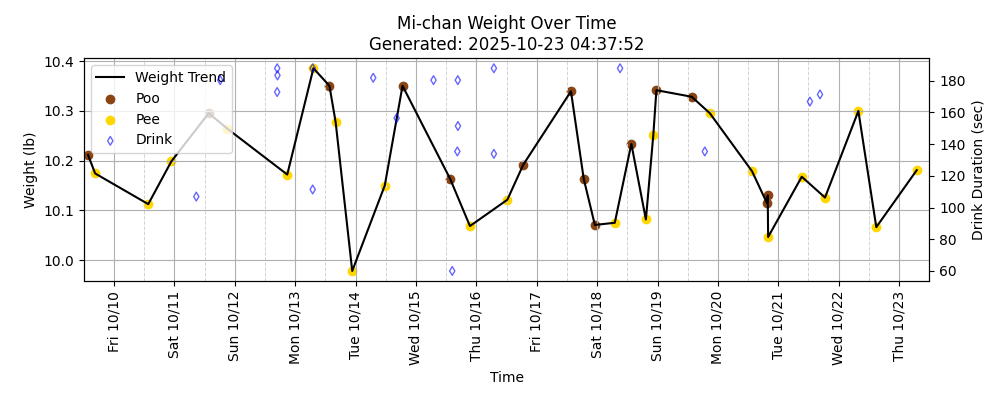 Mi-chan Weight Over Time
Generated: 2025-10-23 04:37:52
Weight (lb)
10.4
10.3
10.2
10.1
10.0
Weight Trend
Poo
Pee
Drink
180
160
140
120
100
80
60
Drink Duration (sec)
Fri 10/10
Sat 10/11
Sun 10/12
Mon 10/13
Tue 10/14
Wed 10/15
Thu 10/16
Fri 10/17
Sat 10/18
Sun 10/19
Mon 10/20
Tue 10/21
Wed 10/22
Thu 10/23
Time